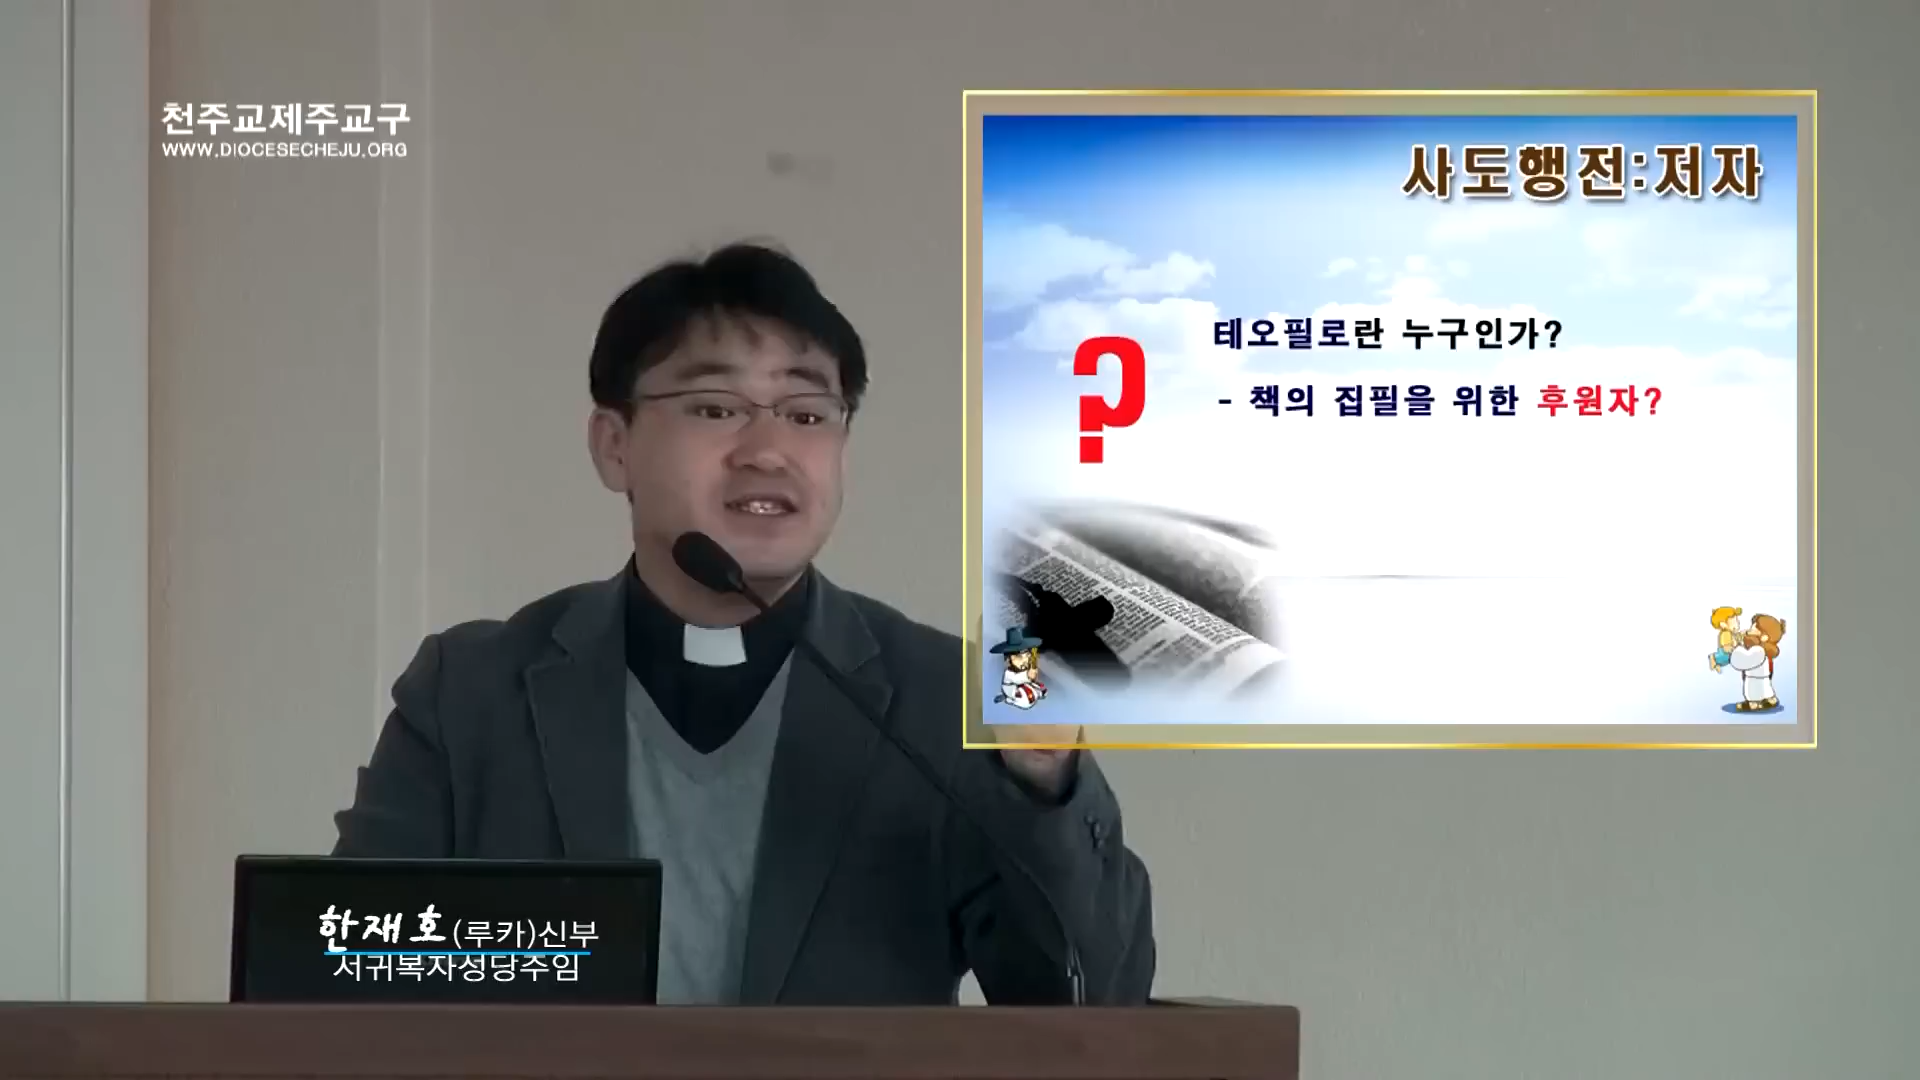 천주교제주교구
WWW.DIOCESECHEJU.ORG
사도행전:저자
테오필로란 누구인가?
- 책의 집필을 위한 후원자?
?
한재호(루카)신부
서귀복자성당주임